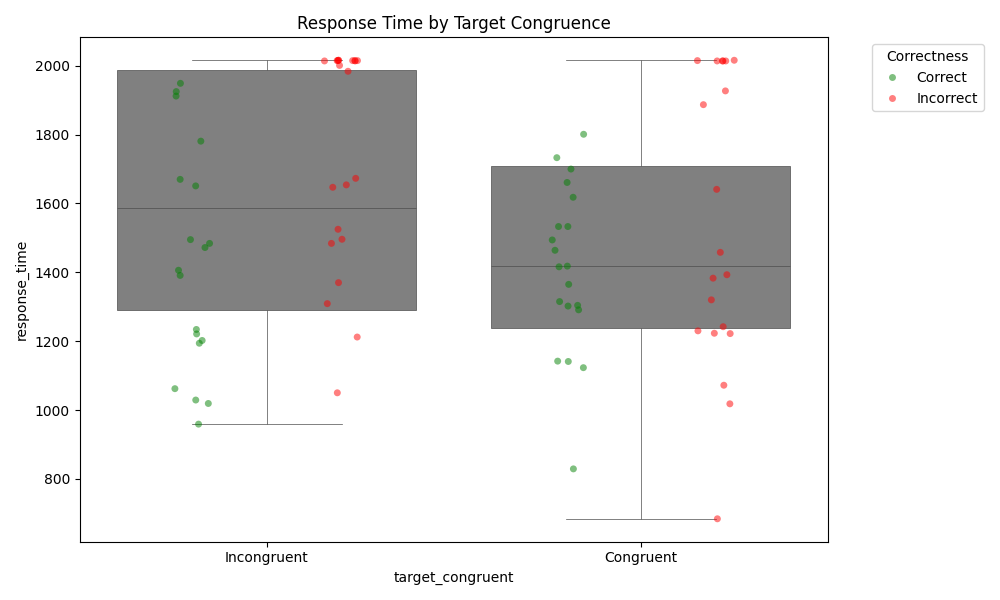 Response Time by Target Congruence
Correctness
Correct
Incorrect
response_time
2000
1800
1600
1400
1200
1000
800
Incongruent
Congruent
target_congruent